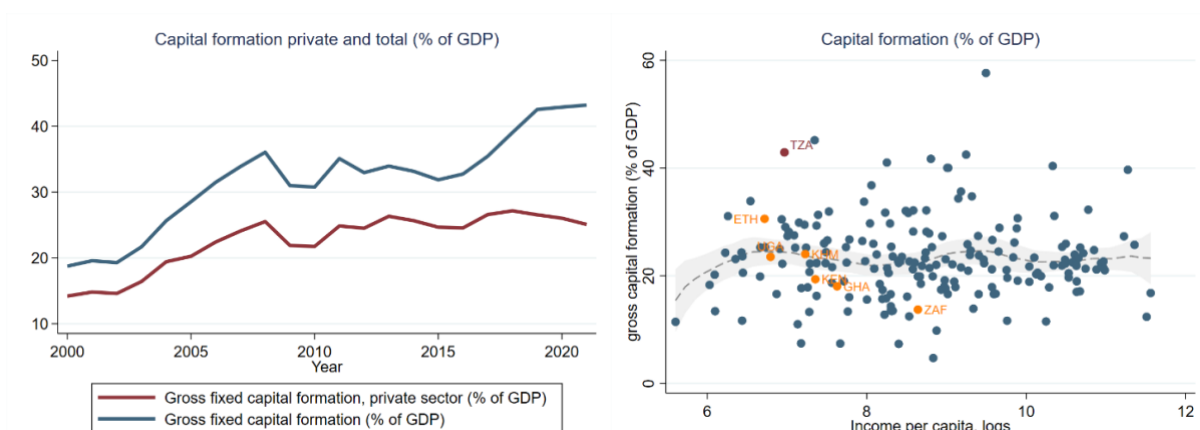 Capital formation private and total (% of GDP)
50
40
30
20
10
2000
2005
2010
2015
2020
Year
Gross fixed capital formation, private sector (% of GDP)
Gross fixed capital formation (% of GDP)
Capital formation (% of GDP)
gross capital formation (% of GDP)
60
40
20
0
TZA
ETH
UGA
KHM
KEN
GHA
ZAF
6
8
10
12
Income per capita, logs